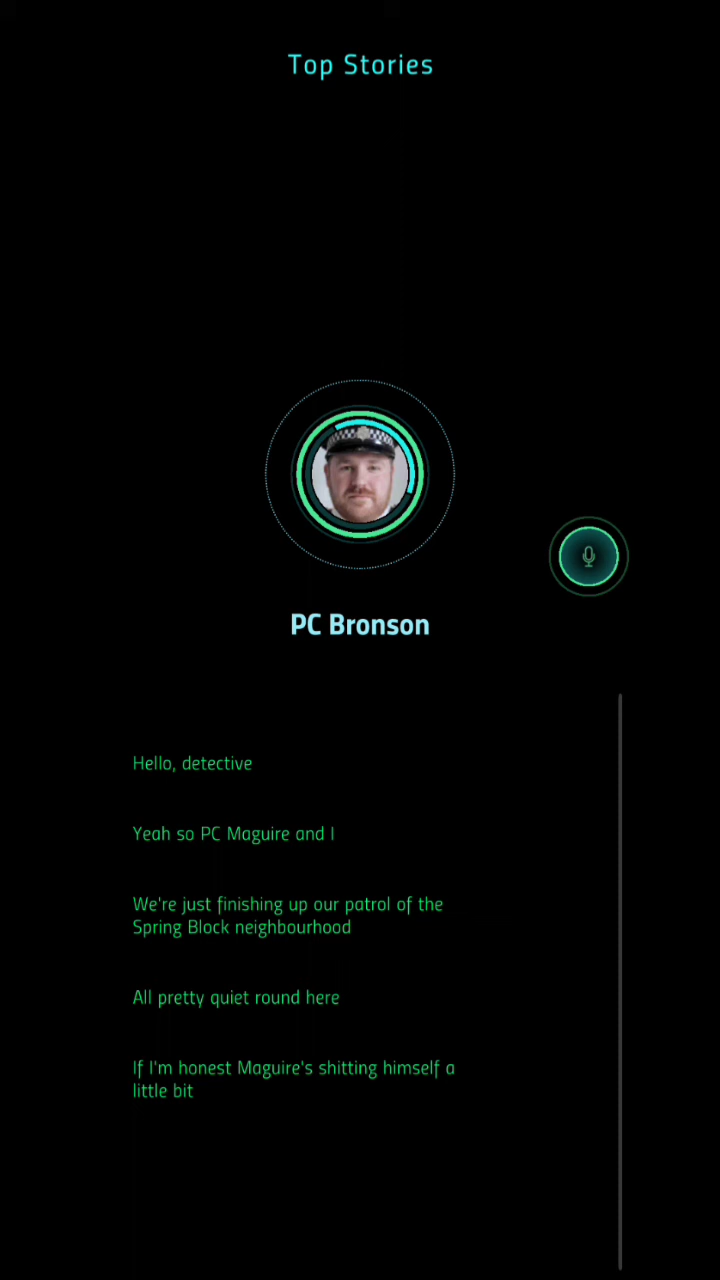 Top Stories
PC Bronson
Hello, detective
Yeah so PC Maguire and I
We're just finishing up our patrol of the
Spring Block neighbourhood
All pretty quiet round here
If I'm honest Maguire's shitting himself a
little bit